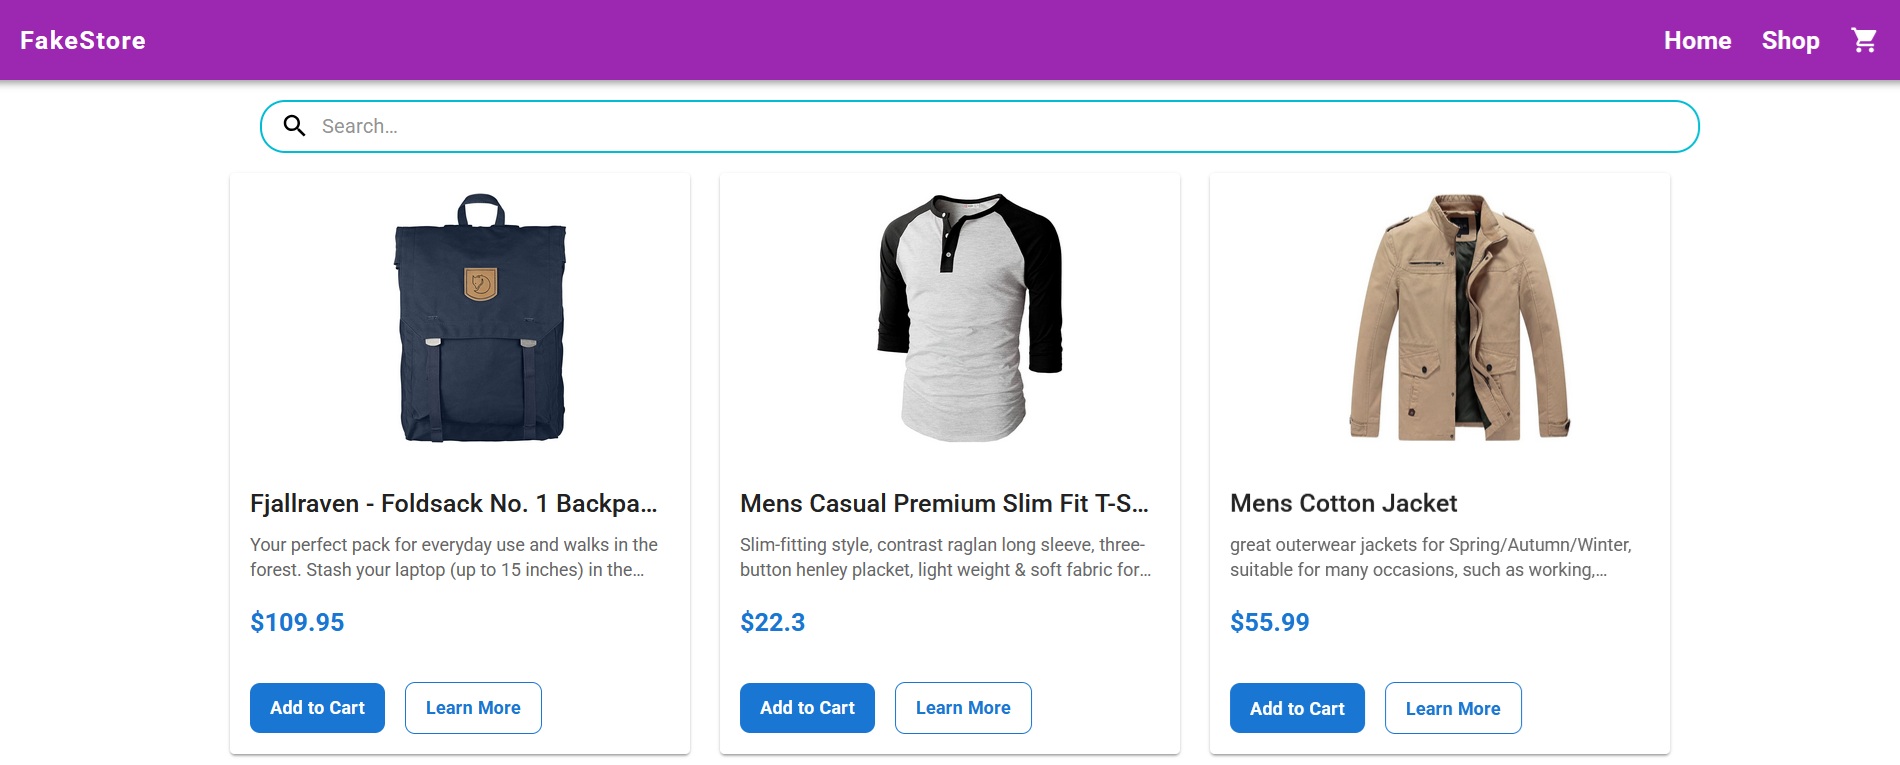 FakeStore
Home Shop
Search…
Fjallraven - Foldsack No. 1 Backpa…
Your perfect pack for everyday use and walks in the
forest. Stash your laptop (up to 15 inches) in the…
$109.95
Add to Cart Learn More
Mens Casual Premium Slim Fit T-S…
Slim-fitting style, contrast raglan long sleeve, three-
button henley placket, light weight & soft fabric for…
$22.3
Add to Cart Learn More
Mens Cotton Jacket
great outerwear jackets for Spring/Autumn/Winter,
suitable for many occasions, such as working,…
$55.99
Add to Cart Learn More